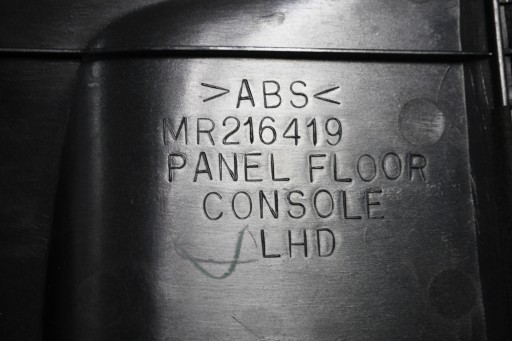 >ABS<
MR216419
PANEL FLOOR
CONSOLE
LHD